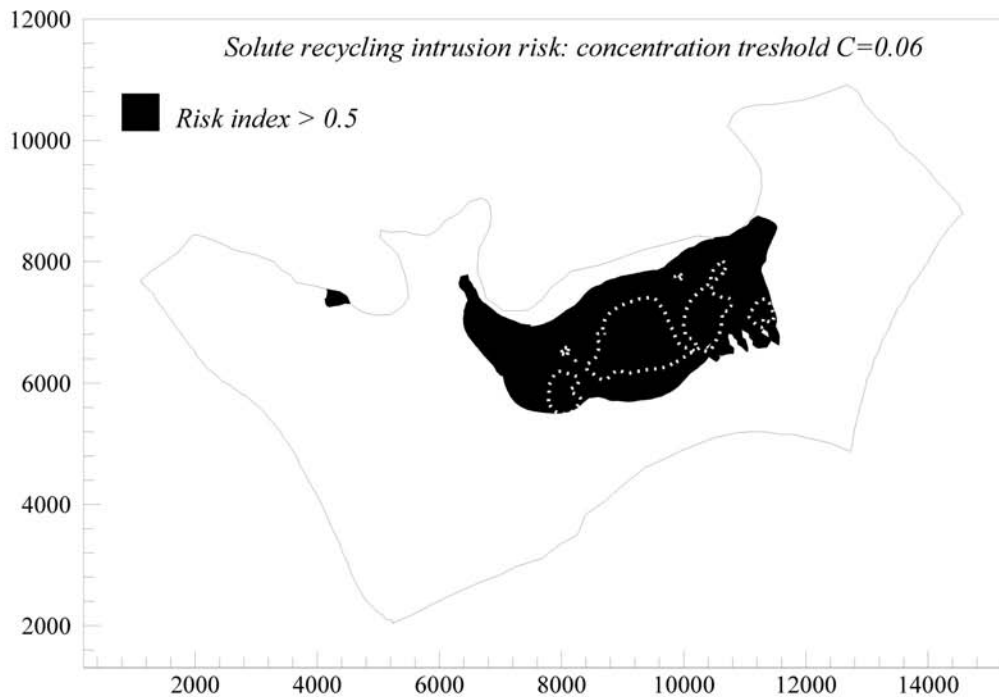 12000
Solute recycling intrusion risk: concentration treshold C=0.06
Risk index > 0.5
10000
8000
6000
4000
2000
2000 4000 6000 8000 10000 12000 14000